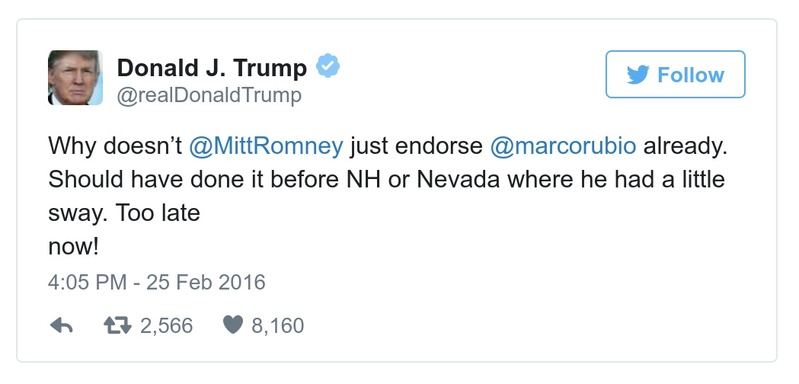 Donald J. Trump
@realDonaldTrump
Follow
Why doesn’t @MittRomney just endorse @marcorubio already.
Should have done it before NH or Nevada where he had a little
sway. Too late
now!
4:05 PM - 25 Feb 2016
2,566 8,160